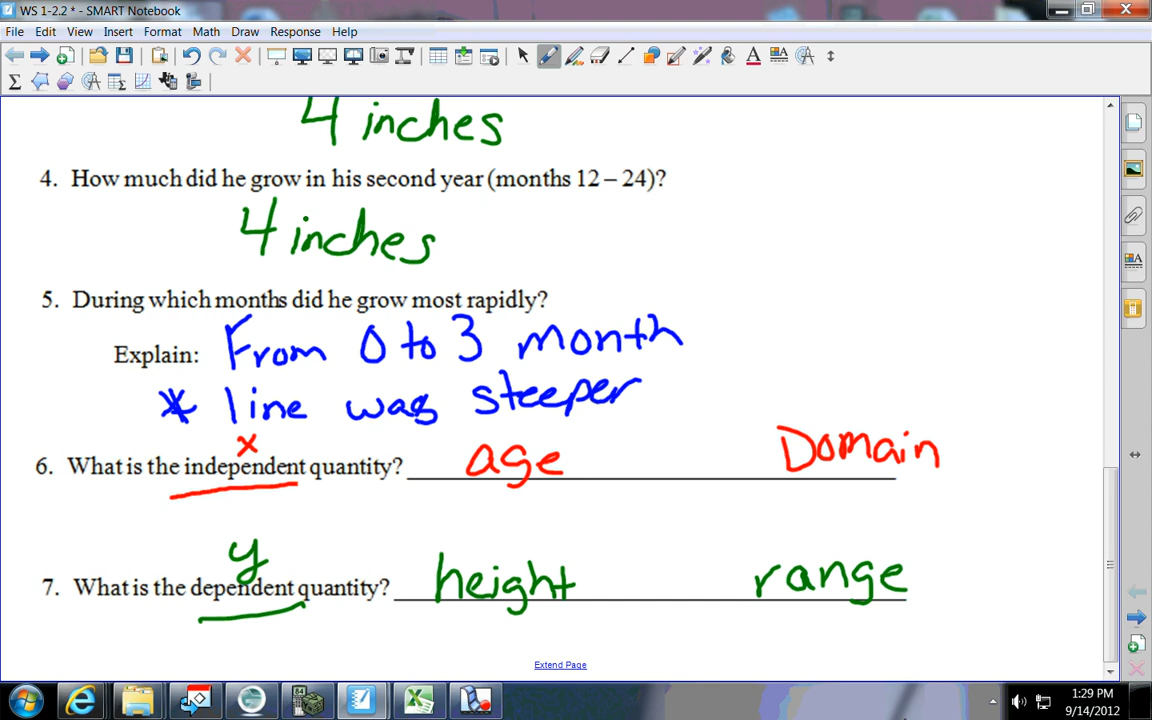 WS 1-2.2 * - SMART Notebook
File Edit View Insert Format Math Draw Response Help
4 inches
4. How much did he grow in his second year (months 12 – 24)?
4 inches
5. During which months did he grow most rapidly?
Explain: From 0 to 3 month
* line was steeper
x
6. What is the independent quantity? age Domain
y
7. What is the dependent quantity? height range
Extend Page
1:29 PM
9/14/2012